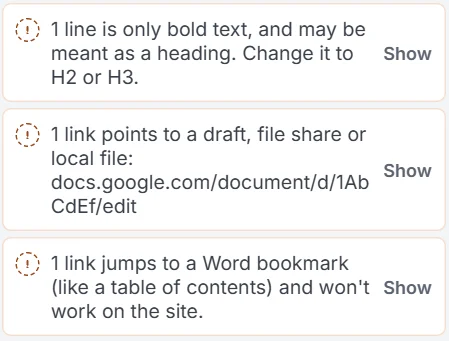 1 line is only bold text, and may be
meant as a heading. Change it to
H2 or H3.
Show
1 link points to a draft, file share or
local file:
docs.google.com/document/d/1Ab
CdEf/edit
Show
1 link jumps to a Word bookmark
(like a table of contents) and won't
work on the site.
Show